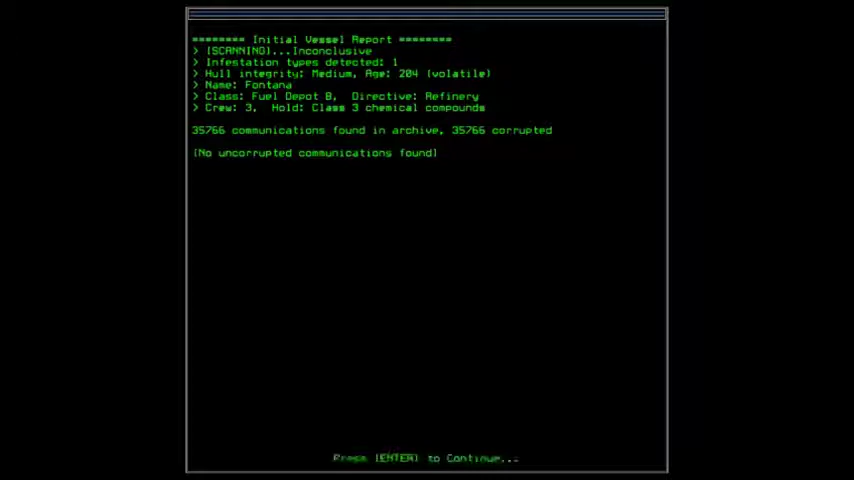 ======== Initial Vessel Report ========
> [SCANNING]...Inconclusive
> Infestation types detected: 1
> Hull integrity: Medium, Age: 204 (volatile)
> Name: Fontana
> Class: Fuel Depot B,  Directive: Refinery
> Crew: 3,  Hold: Class 3 chemical compounds
35766 communications found in archive, 35766 corrupted
[No uncorrupted communications found]
Press [ENTER] to Continue...